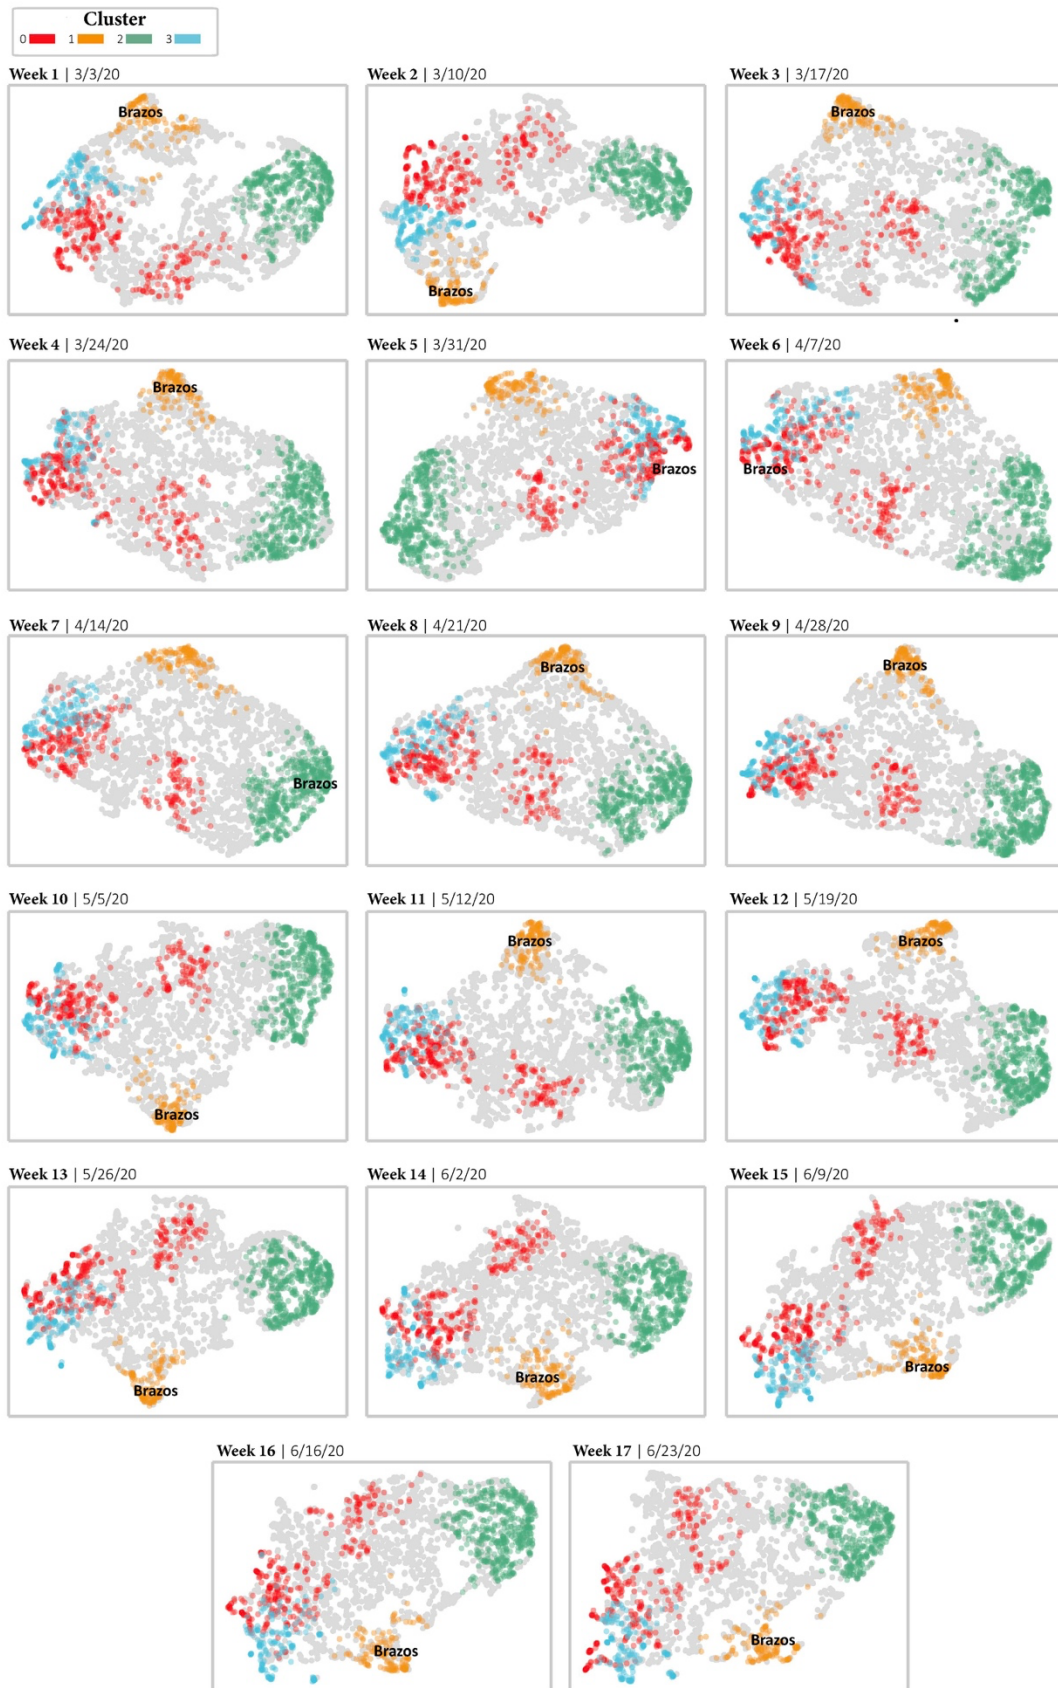 Cluster
0 1 2 3
Week 1 | 3/3/20
Brazos
Week 2 | 3/10/20
Brazos
Week 3 | 3/17/20
Brazos
Week 4 | 3/24/20
Brazos
Week 5 | 3/31/20
Brazos
Week 6 | 4/7/20
Brazos
Week 7 | 4/14/20
Brazos
Week 8 | 4/21/20
Brazos
Week 9 | 4/28/20
Brazos
Week 10 | 5/5/20
Brazos
Week 11 | 5/12/20
Brazos
Week 12 | 5/19/20
Brazos
Week 13 | 5/26/20
Brazos
Week 14 | 6/2/20
Brazos
Week 15 | 6/9/20
Brazos
Week 16 | 6/16/20
Brazos
Week 17 | 6/23/20
Brazos